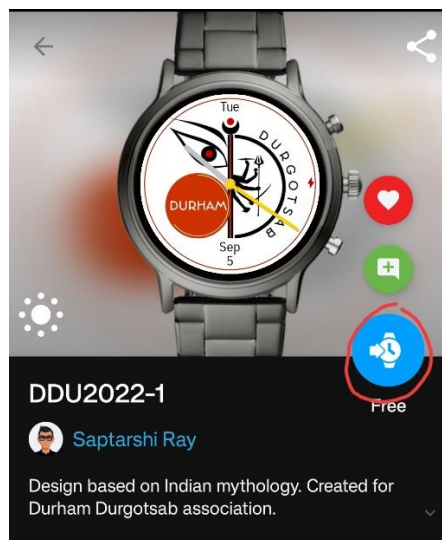 Tue
DURGOTSAB
DURHAM
Sep
5
Free
DDU2022-1
Saptarshi Ray
Design based on Indian mythology. Created for
Durham Durgotsab association.